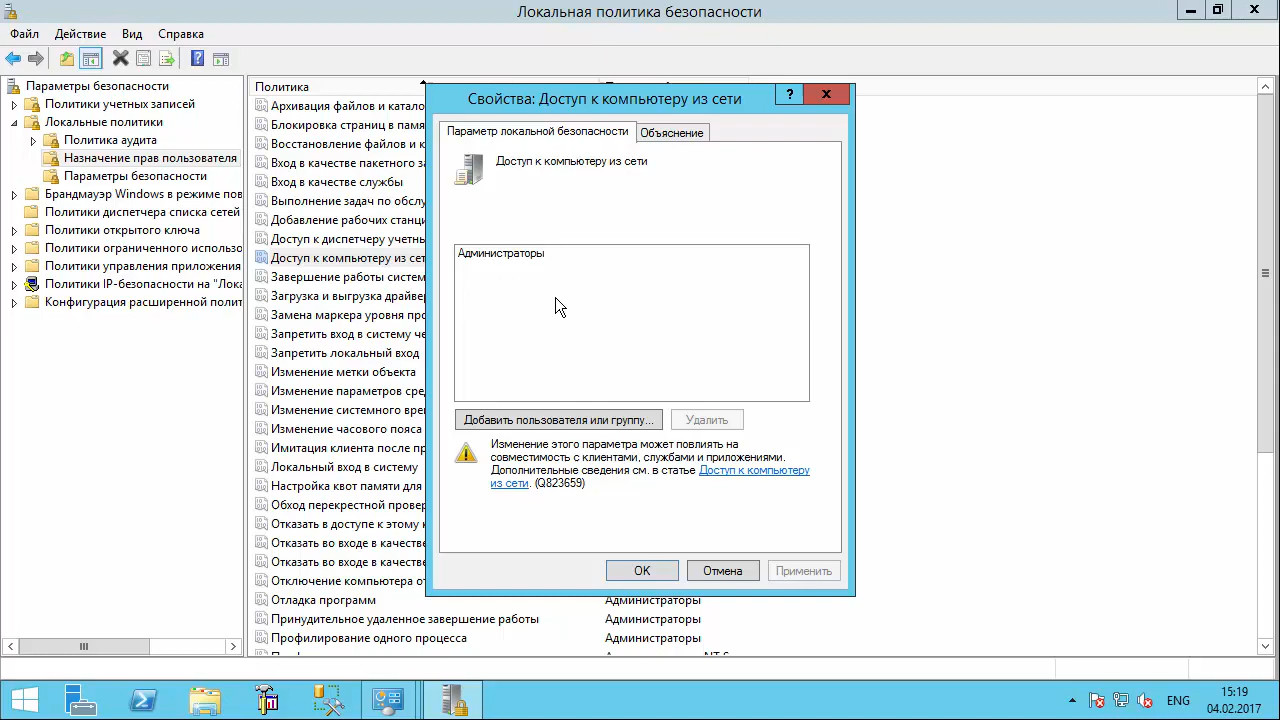 Локальная политика безопасности
Файл Действие Вид Справка
Параметры безопасности
Политики учетных записей
Локальные политики
Политика аудита
Назначение прав пользователя
Параметры безопасности
Брандмауэр Windows в режиме пов
Политики диспетчера списка сетей
Политики открытого ключа
Политики ограниченного использо
Политики управления приложения
Политики IP-безопасности на "Лока
Конфигурация расширенной полит
Политика
Архивация файлов и катало
Блокировка страниц в памя
Восстановление файлов и к
Вход в качестве пакетного за
Вход в качестве службы
Выполнение задач по обслу
Добавление рабочих станци
Доступ к диспетчеру учетнь
Доступ к компьютеру из сет
Завершение работы систем
Загрузка и выгрузка драйвер
Замена маркера уровня про
Запретить вход в систему че
Запретить локальный вход
Изменение метки объекта
Изменение параметров сред
Изменение системного врем
Изменение часового пояса
Имитация клиента после пр
Локальный вход в систему
Настройка квот памяти для
Обход перекрестной провер
Отказать в доступе к этому к
Отказать во входе в качестве
Отказать во входе в качестве
Отключение компьютера от
Отладка программ Администраторы
Принудительное удаленное завершение работы Администраторы
Профилирование одного процесса Администраторы
Свойства: Доступ к компьютеру из сети
?
Параметр локальной безопасности Объяснение
Доступ к компьютеру из сети
Администраторы
Добавить пользователя или группу... Удалить
Изменение этого параметра может повлиять на
совместимость с клиентами, службами и приложениями.
Дополнительные сведения см. в статье Доступ к компьютеру
из сети. (Q823659)
OK Отмена Применить
ENG
15:19
04.02.2017